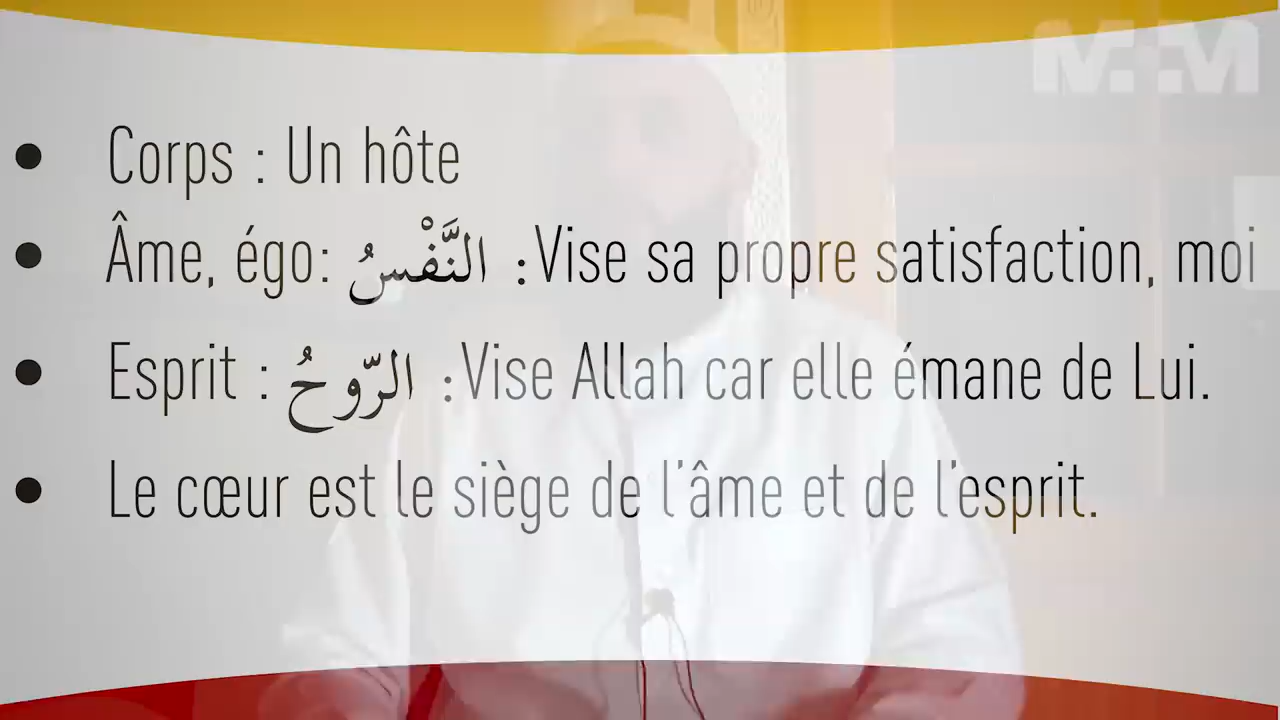 M.·.M
• Corps : Un hôte
• Âme, égo: النَّفْسُ :Vise sa propre satisfaction, moi
• Esprit : الرّوحُ :Vise Allah car elle émane de Lui.
• Le cœur est le siège de l'âme et de l'esprit.